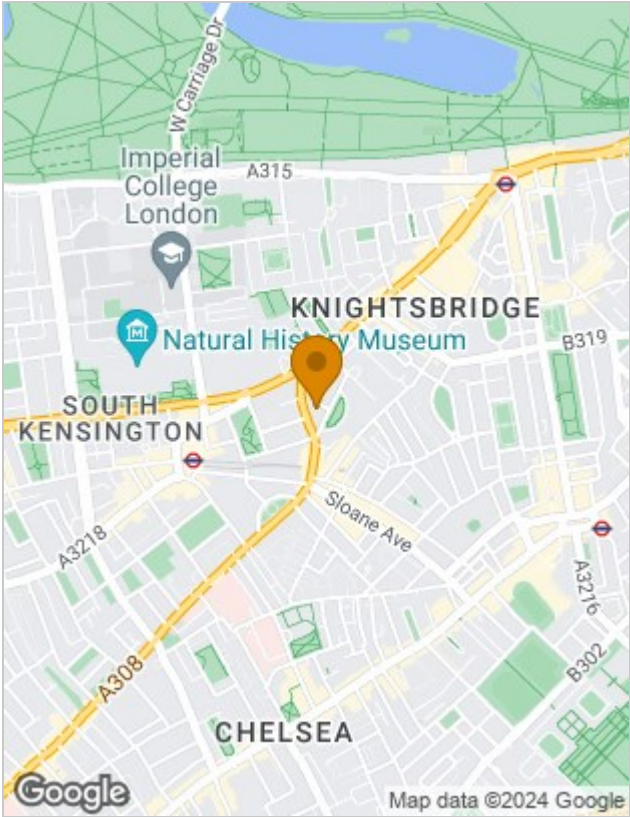 W Carriage Dr
Imperial
College
London
A315
KNIGHTSBRIDGE
Natural History Museum
B319
SOUTH
KENSINGTON
Sloane Ave
A3218
A3216
A308
B302
CHELSEA
Google
Map data ©2024 Google